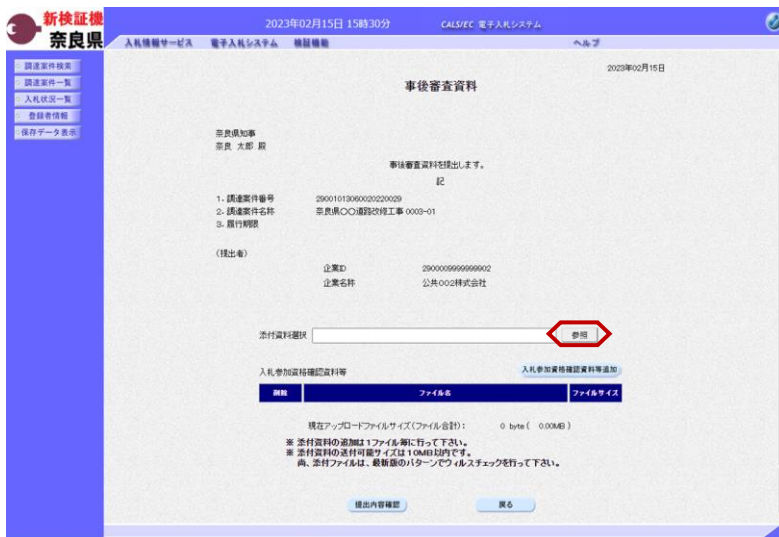 新検証機
奈良県
2023年02月15日 15時30分
CALS/EC 電子入札システム
入札情報サービス 電子入札システム 検証機能 ヘルプ
調達案件検索
調達案件一覧
入札状況一覧
登録者情報
保存データ表示
2023年02月15日
事後審査資料
奈良県知事
奈良 太郎 殿
事後審査資料を提出します。
記
1. 調達案件番号 29001013060020220029
2. 調達案件名称 奈良県〇〇道路改修工事 0003-01
3. 履行期限
(提出者)
企業ID 2900009999999902
企業名称 公共002株式会社
添付資料選択 参照
入札参加資格確認資料等 入札参加資格確認資料等追加
削除 ファイル名 ファイルサイズ
現在アップロードファイルサイズ(ファイル合計): 0 byte ( 0.00MB )
※ 添付資料の追加は1ファイル毎に行って下さい。
※ 添付資料の送付可能サイズは10MB以内です。
尚、添付ファイルは、最新版のパターンでウィルスチェックを行って下さい。
提出内容確認 戻る